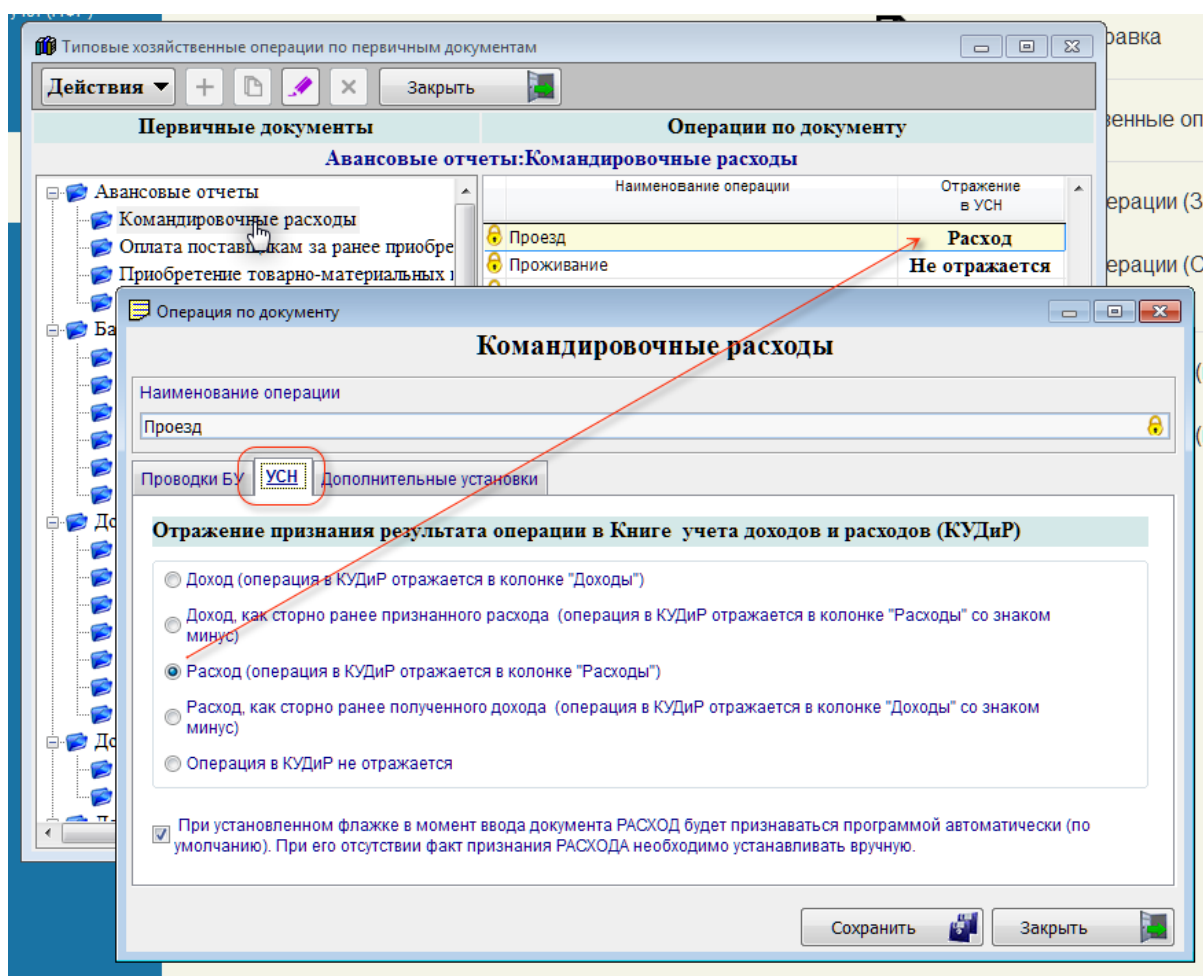 Типовые хозяйственные операции по первичным документам
равка
Действия
Закрыть
Первичные документы
Операции по документу
Авансовые отчеты:Командировочные расходы
Авансовые отчеты
Наименование операции
Отражение
в УСН
Командировочные расходы
Оплата поставщикам за ранее приобре
Проезд
Расход
Приобретение товарно-материальных
Проживание
Не отражается
ерации (З
ерации (С
Операция по документу
Ба
Командировочные расходы
Наименование операции
Проезд
Проводки БУ
УСН
Дополнительные установки
До
Отражение признания результата операции в Книге учета доходов и расходов (КУДиР)
Доход (операция в КУДиР отражается в колонке "Доходы")
Доход, как сторно ранее признанного расхода (операция в КУДиР отражается в колонке "Расходы" со знаком
минус)
Расход (операция в КУДиР отражается в колонке "Расходы")
Расход, как сторно ранее полученного дохода (операция в КУДиР отражается в колонке "Доходы" со знаком
минус)
До
Операция в КУДиР не отражается
При установленном флажке в момент ввода документа РАСХОД будет признаваться программой автоматически (по
умолчанию). При его отсутствии факт признания РАСХОДА необходимо устанавливать вручную.
Сохранить
Закрыть